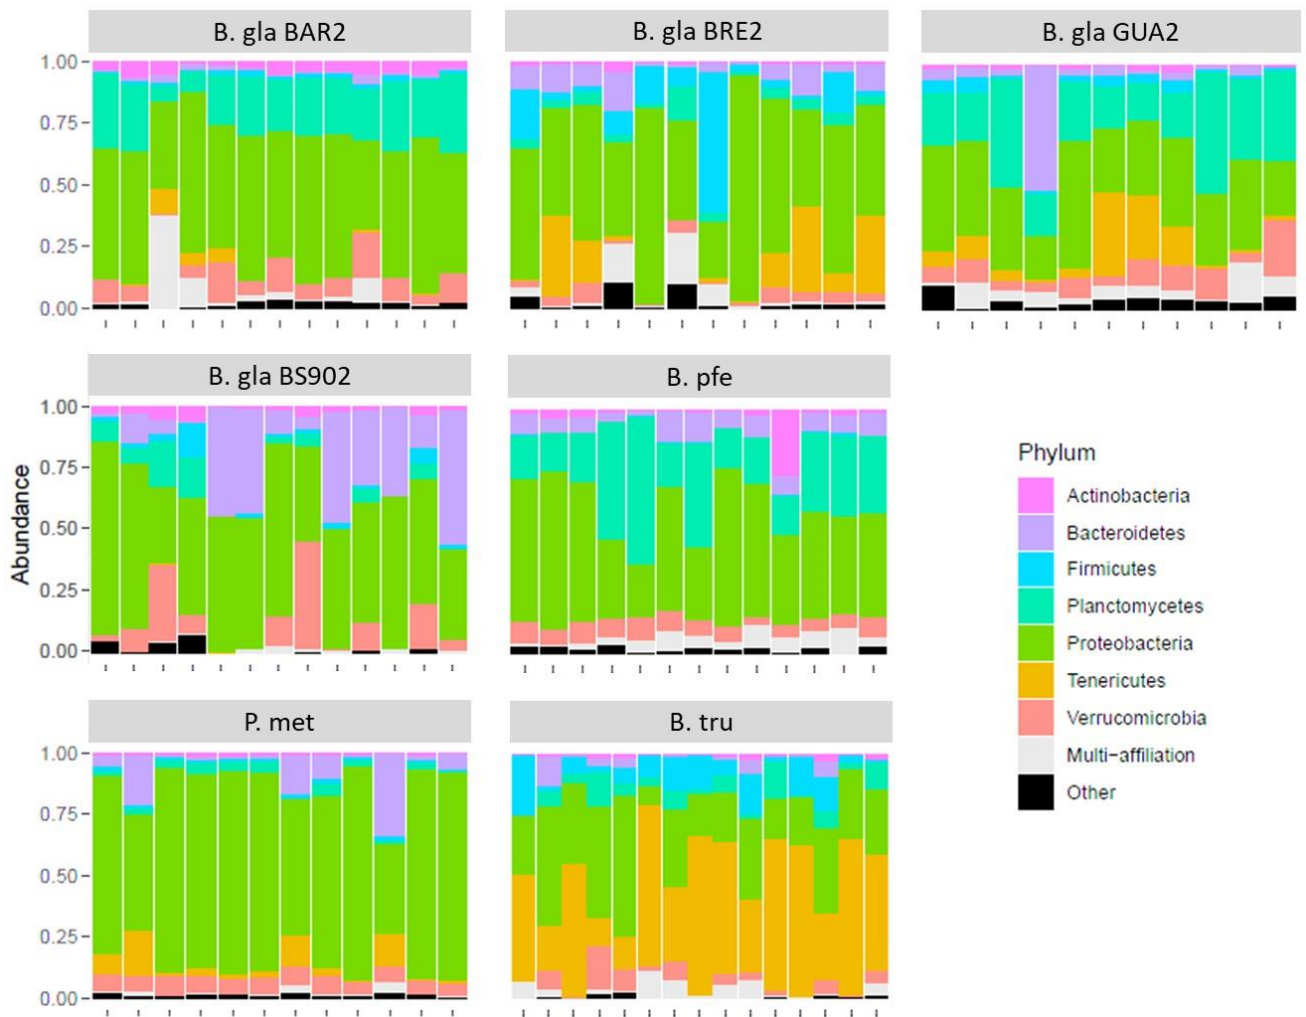 B. gla BAR2
B. gla BRE2
B. gla GUA2
1.00
0.75
0.50
0.25
0.00
B. gla BS902
B. pfe
1.00
0.75
0.50
0.25
0.00
Abundance
Phylum
Actinobacteria
Bacteroidetes
Firmicutes
Planctomycetes
Proteobacteria
Tenericutes
Verrucomicrobia
Multi−affiliation
Other
P. met
B. tru
1.00
0.75
0.50
0.25
0.00